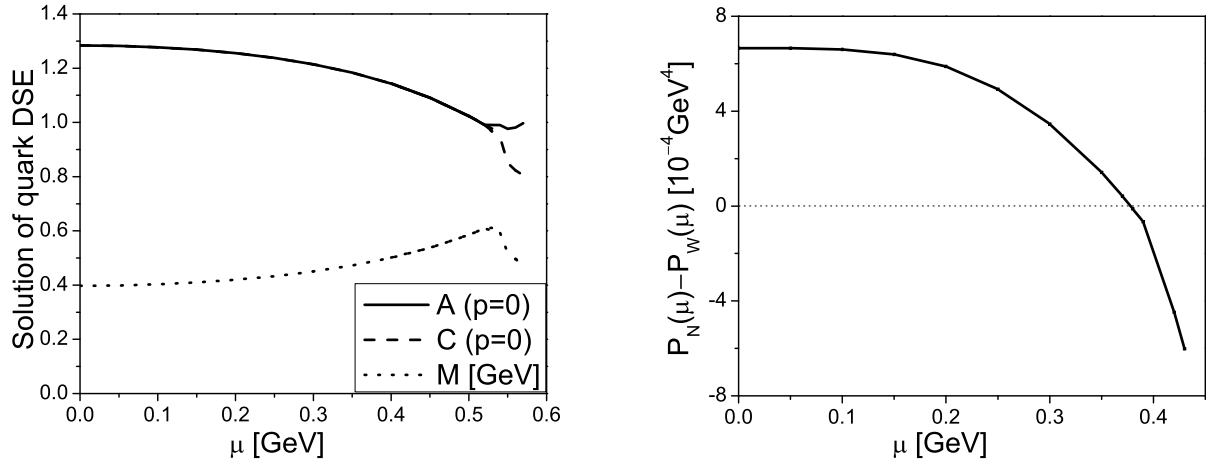 Solution of quark DSE
1.4
1.2
1.0
0.8
0.6
0.4
0.2
0.0
A (p=0)
C (p=0)
M [GeV]
0.0 0.1 0.2 0.3 0.4 0.5 0.6
μ [GeV]
P_N(μ)−P_W(μ) [10⁻⁴GeV⁴]
8
4
0
-4
-8
0.0 0.1 0.2 0.3 0.4
μ [GeV]